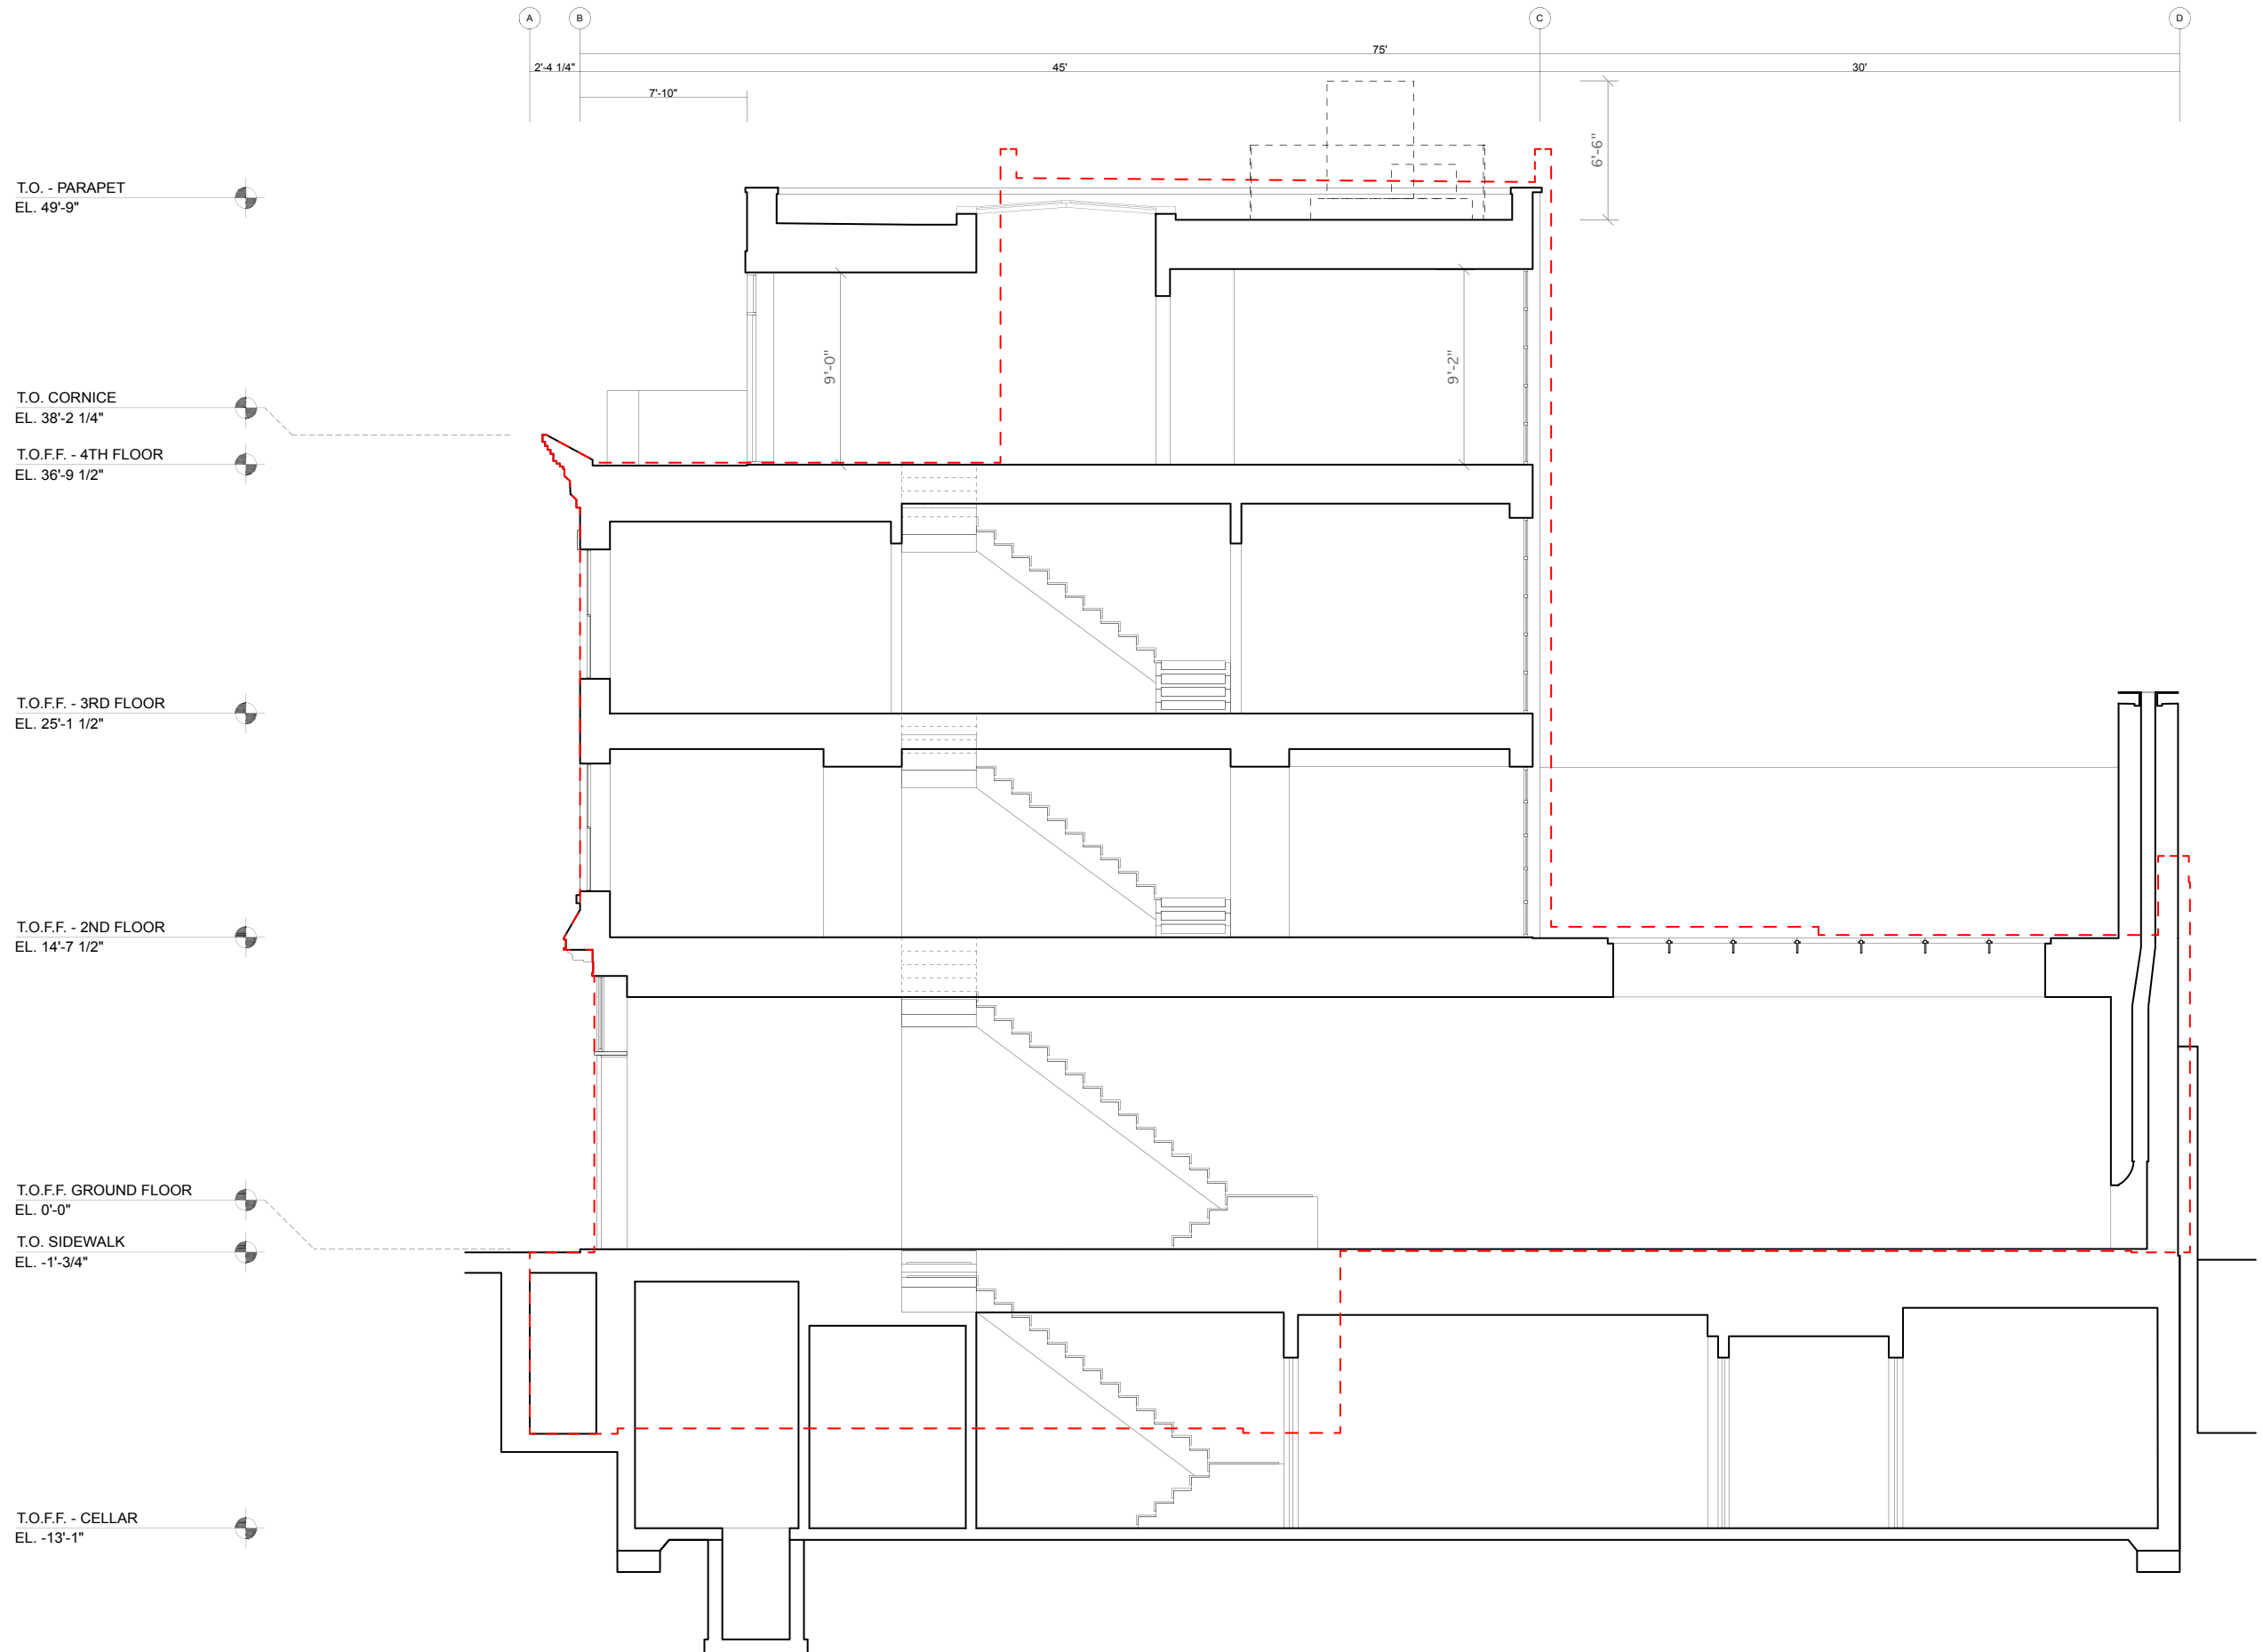 A
B
C
D
75'
2'-4 1/4"
45'
30'
7'-10"
6'-6"
T.O. - PARAPET
EL. 49'-9"
9'-0"
9'-2"
T.O. CORNICE
EL. 38'-2 1/4"
T.O.F.F. - 4TH FLOOR
EL. 36'-9 1/2"
T.O.F.F. - 3RD FLOOR
EL. 25'-1 1/2"
T.O.F.F. - 2ND FLOOR
EL. 14'-7 1/2"
T.O.F.F. GROUND FLOOR
EL. 0'-0"
T.O. SIDEWALK
EL. -1'-3/4"
T.O.F.F. - CELLAR
EL. -13'-1"